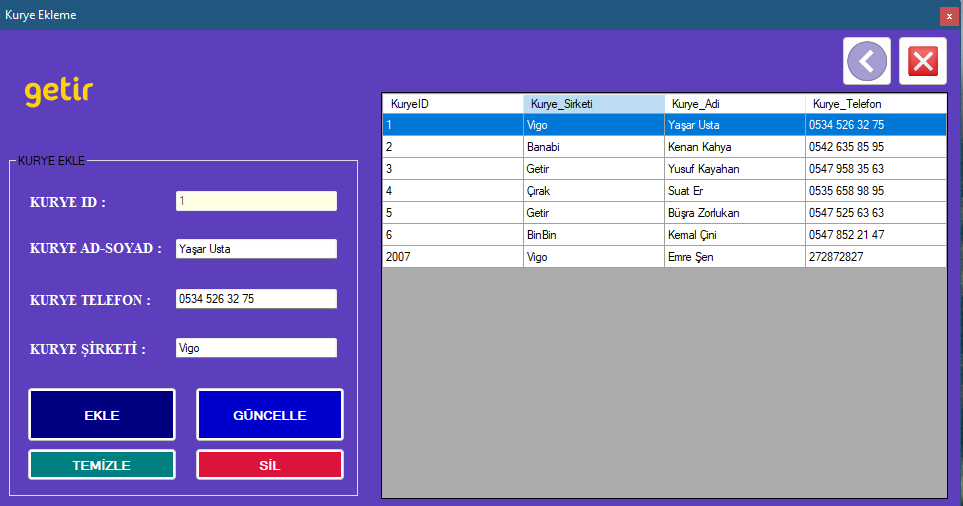 Kurye Ekleme
x
getir
KURYE EKLE
KURYE ID :
1
KURYE AD-SOYAD :
Yaşar Usta
KURYE TELEFON :
0534 526 32 75
KURYE ŞİRKETİ :
Vigo
EKLE
GÜNCELLE
TEMİZLE
SİL
KuryeID Kurye_Sirketi Kurye_Adi Kurye_Telefon
1 Vigo Yaşar Usta 0534 526 32 75
2 Banabi Kenan Kahya 0542 635 85 95
3 Getir Yusuf Kayahan 0547 958 35 63
4 Çırak Suat Er 0535 658 98 95
5 Getir Büşra Zorlukan 0547 525 63 63
6 BinBin Kemal Çini 0547 852 21 47
2007 Vigo Emre Şen 272872827